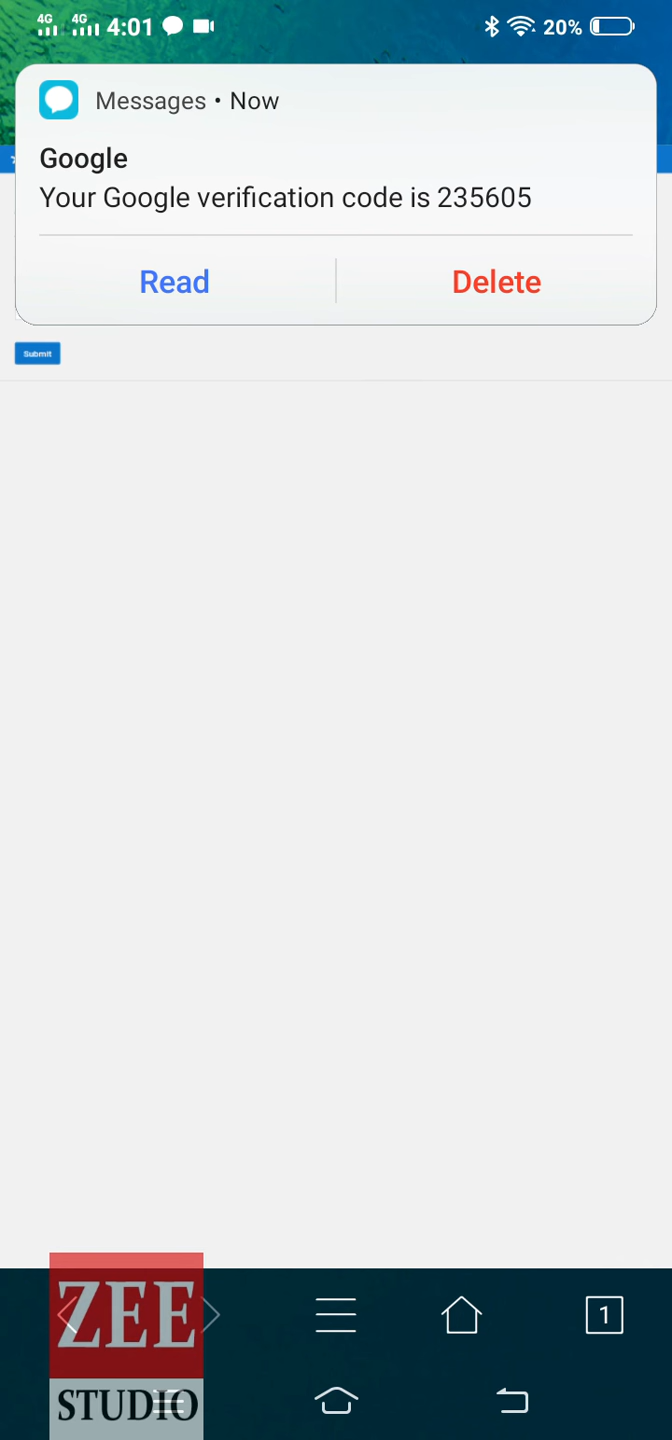 4G 4G 4:01 20%
Messages • Now
Google
Your Google verification code is 235605
Read Delete
Submit
1
ZEE
STUDIO